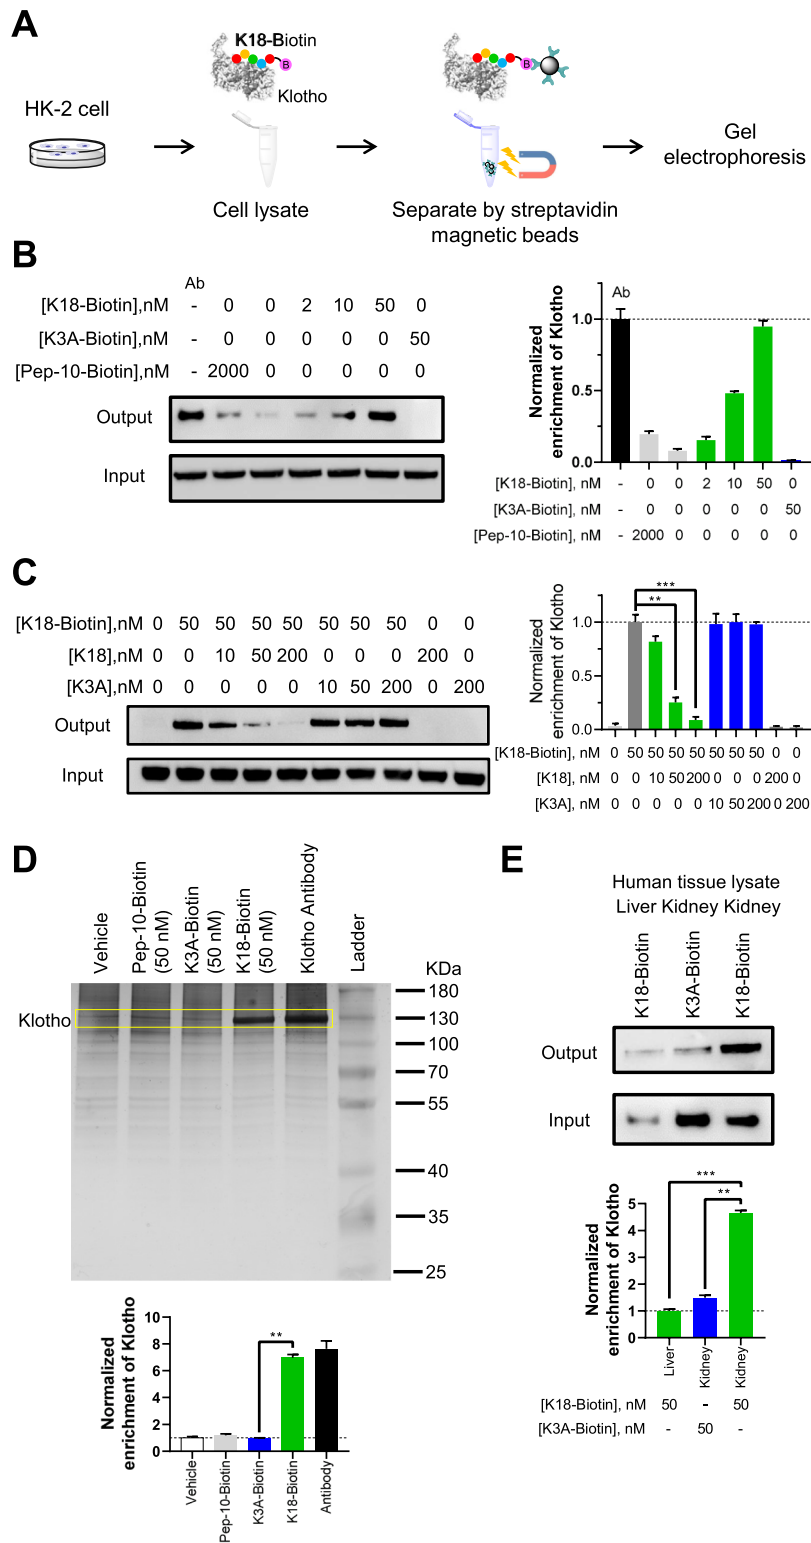 A
K18-Biotin
B
Klotho
HK-2 cell
Cell lysate
B
Separate by streptavidin
magnetic beads
Gel
electrophoresis
B
Ab
[K18-Biotin],nM - 0 0 2 10 50 0
[K3A-Biotin],nM - 0 0 0 0 0 50
[Pep-10-Biotin],nM - 2000 0 0 0 0 0
Output
Input
Normalized
enrichment of Klotho
Ab
1.0
0.5
0.0
[K18-Biotin], nM - 0 0 2 10 50 0
[K3A-Biotin], nM - 0 0 0 0 0 50
[Pep-10-Biotin], nM - 2000 0 0 0 0 0
C
[K18-Biotin],nM 0 50 50 50 50 50 50 50 0 0
[K18],nM 0 0 10 50 200 0 0 0 200 0
[K3A],nM 0 0 0 0 0 10 50 200 0 200
Output
Input
Normalized
enrichment of Klotho
***
**
1.0
0.5
0.0
[K18-Biotin], nM 0 50 50 50 50 50 50 50 0 0
[K18], nM 0 0 10 50 200 0 0 0 200 0
[K3A], nM 0 0 0 0 0 10 50 200 0 200
D
Vehicle
Pep-10-Biotin
(50 nM)
K3A-Biotin
(50 nM)
K18-Biotin
(50 nM)
Klotho Antibody
Ladder
KDa
Klotho
180
130
100
70
55
40
35
25
Normalized
enrichment of Klotho
10
8
6
4
2
0
**
Vehicle
Pep-10-Biotin
K3A-Biotin
K18-Biotin
Antibody
E
Human tissue lysate
Liver Kidney Kidney
K18-Biotin
K3A-Biotin
K18-Biotin
Output
Input
Normalized
enrichment of Klotho
***
**
5
4
3
2
1
0
Liver
Kidney
Kidney
[K18-Biotin], nM 50 - 50
[K3A-Biotin], nM - 50 -